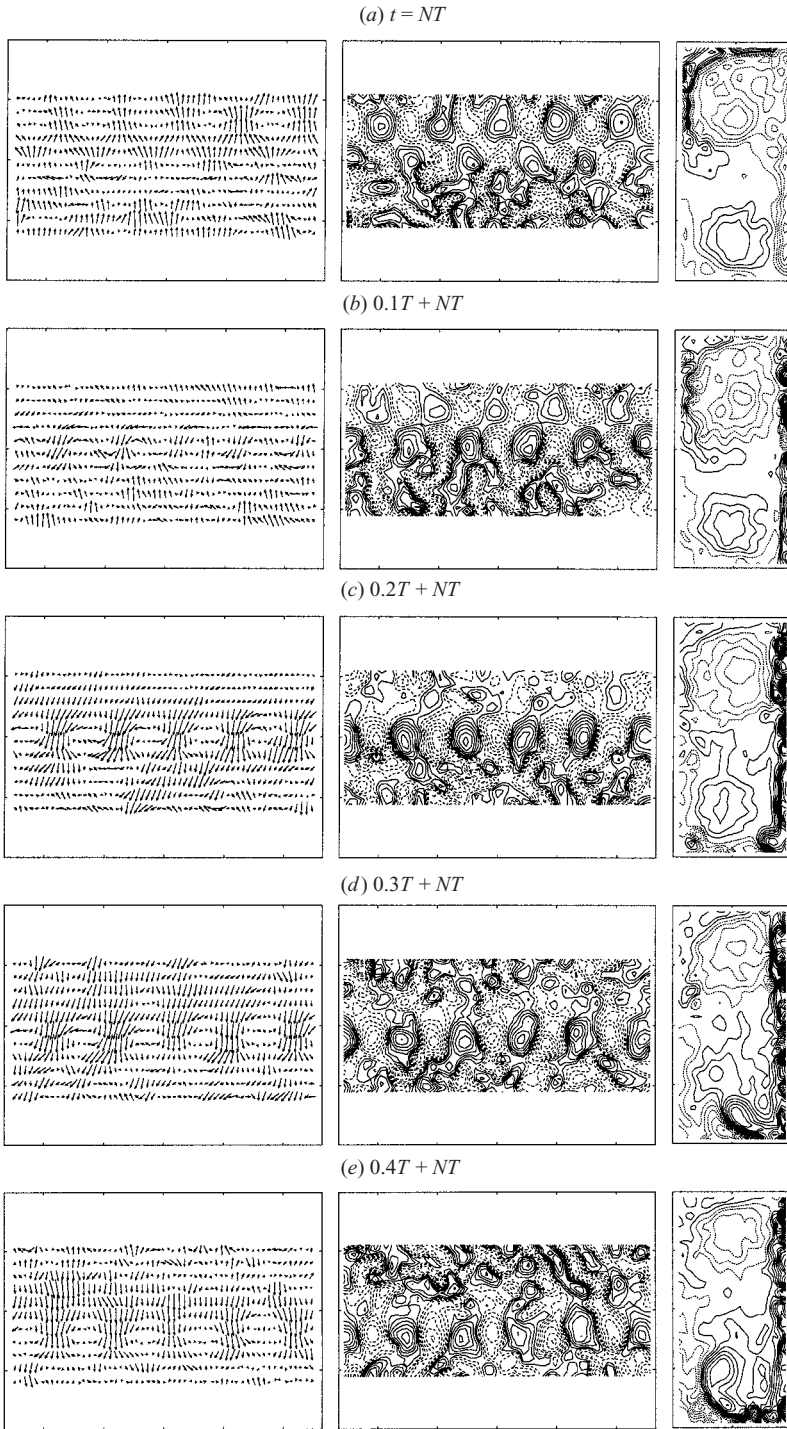 (a) t = NT
(b) 0.1T + NT
(c) 0.2T + NT
(d) 0.3T + NT
(e) 0.4T + NT